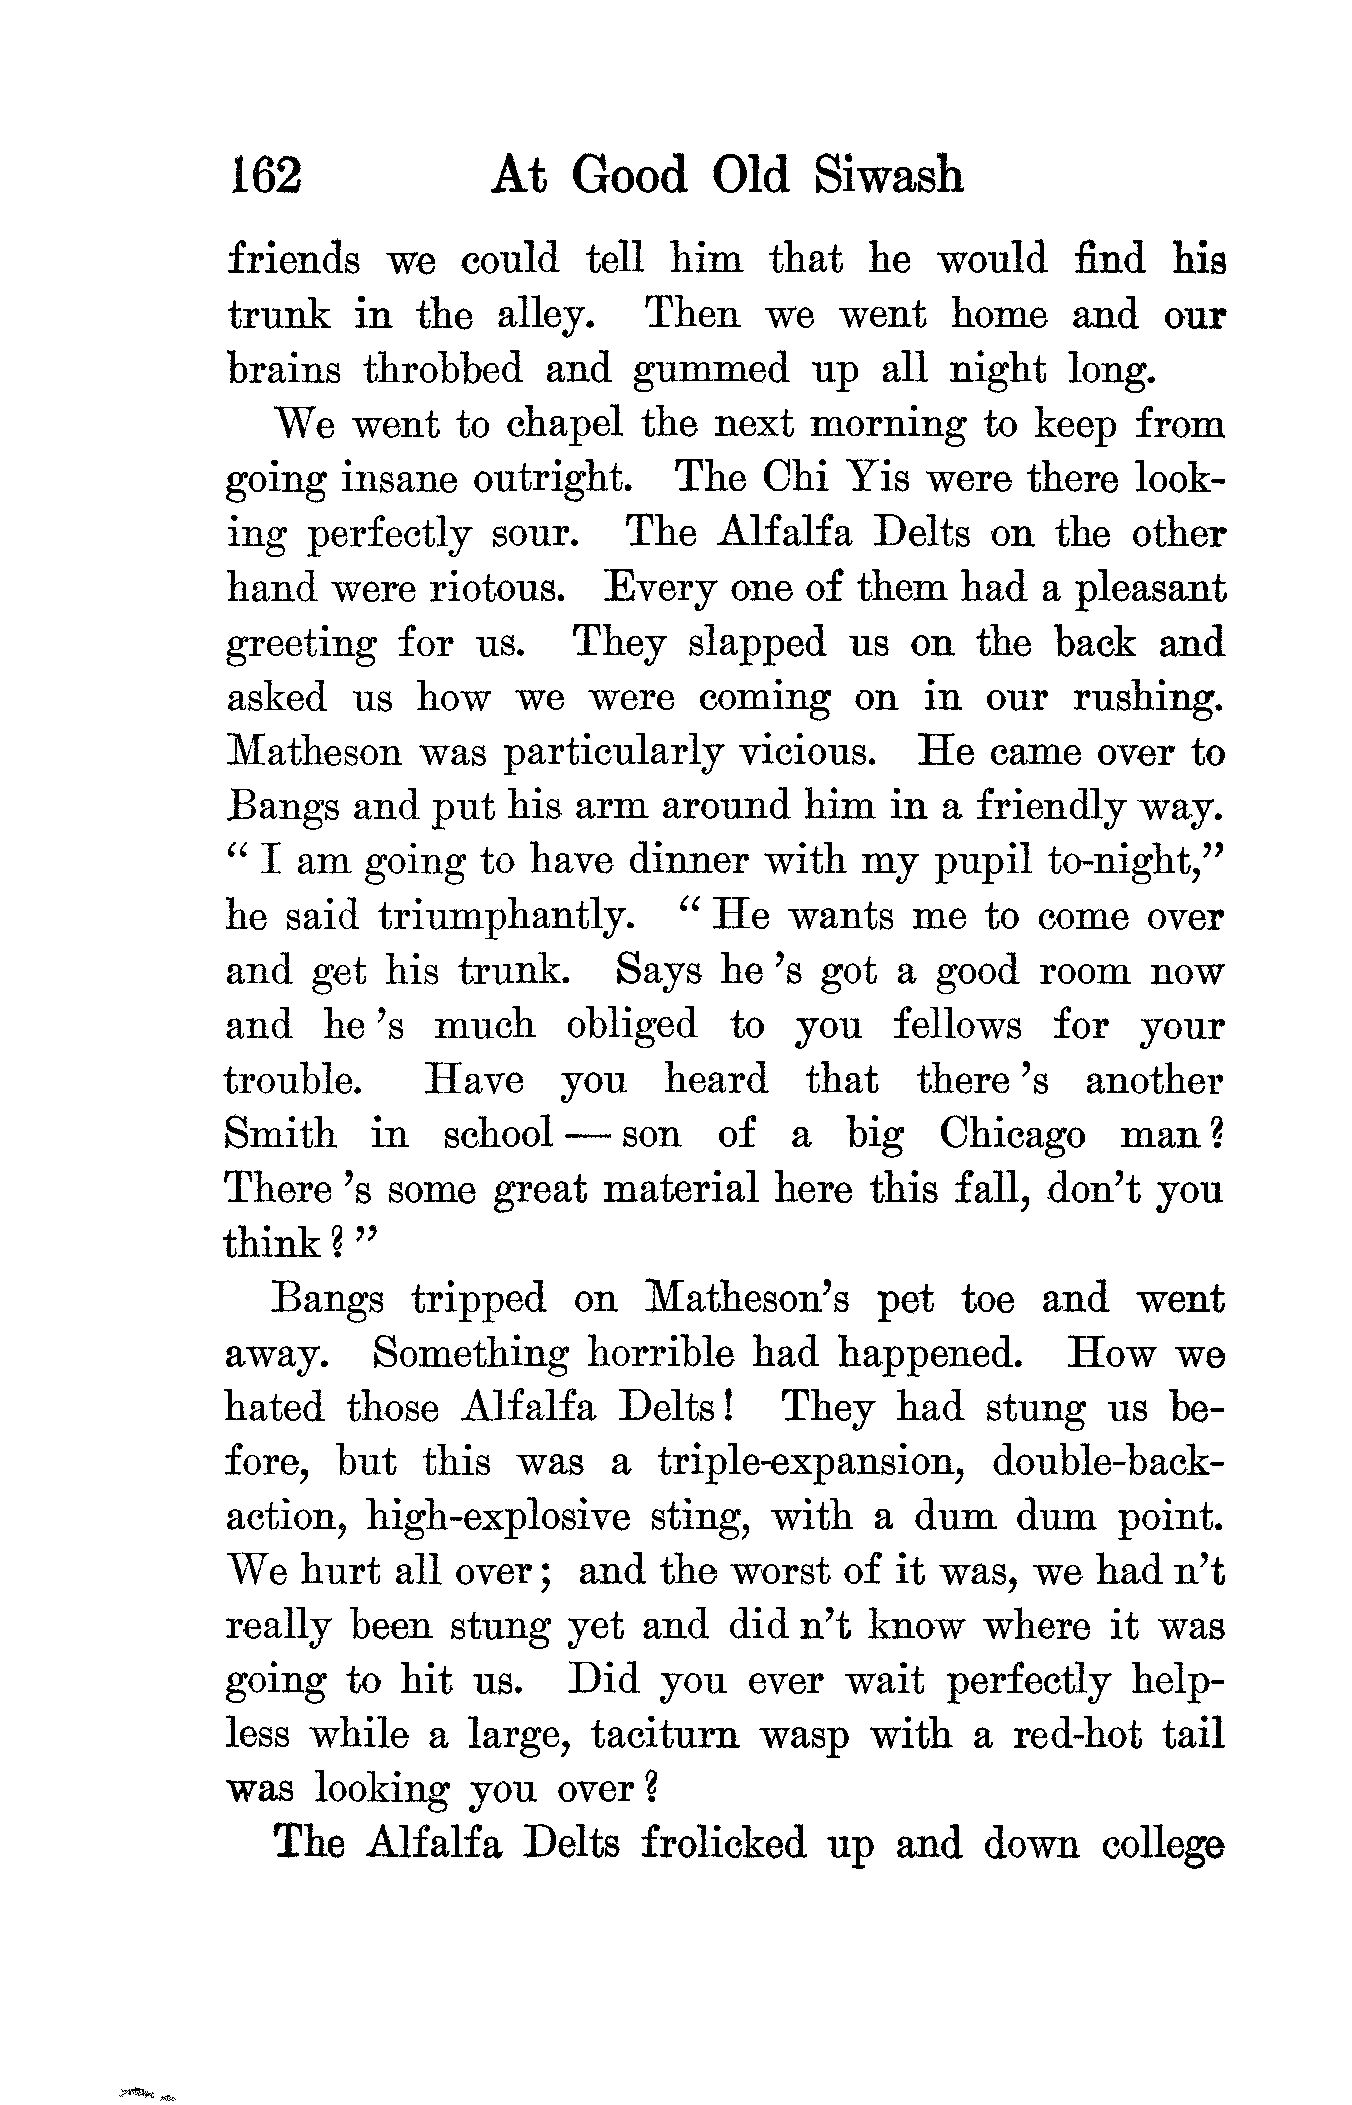 162 At Good Old Siwash
friends we could tell him that he would find his
trunk in the alley. Then we went home and our
brains throbbed and gummed up all night long.
We went to chapel the next morning to keep from
going insane outright. The Chi Yis were there look-
ing perfectly sour. The Alfalfa Delts on the other
hand were riotous. Every one of them had a pleasant
greeting for us. They slapped us on the back and
asked us how we were coming on in our rushing.
Matheson was particularly vicious. He came over to
Bangs and put his arm around him in a friendly way.
“ I am going to have dinner with my pupil to-night,”
he said triumphantly. “ He wants me to come over
and get his trunk. Says he ’s got a good room now
and he ’s much obliged to you fellows for your
trouble. Have you heard that there ’s another
Smith in school — son of a big Chicago man ?
There ’s some great material here this fall, don’t you
think ? ”
Bangs tripped on Matheson’s pet toe and went
away. Something horrible had happened. How we
hated those Alfalfa Delts ! They had stung us be-
fore, but this was a triple-expansion, double-back-
action, high-explosive sting, with a dum dum point.
We hurt all over ; and the worst of it was, we had n’t
really been stung yet and did n’t know where it was
going to hit us. Did you ever wait perfectly help-
less while a large, taciturn wasp with a red-hot tail
was looking you over ?
The Alfalfa Delts frolicked up and down college